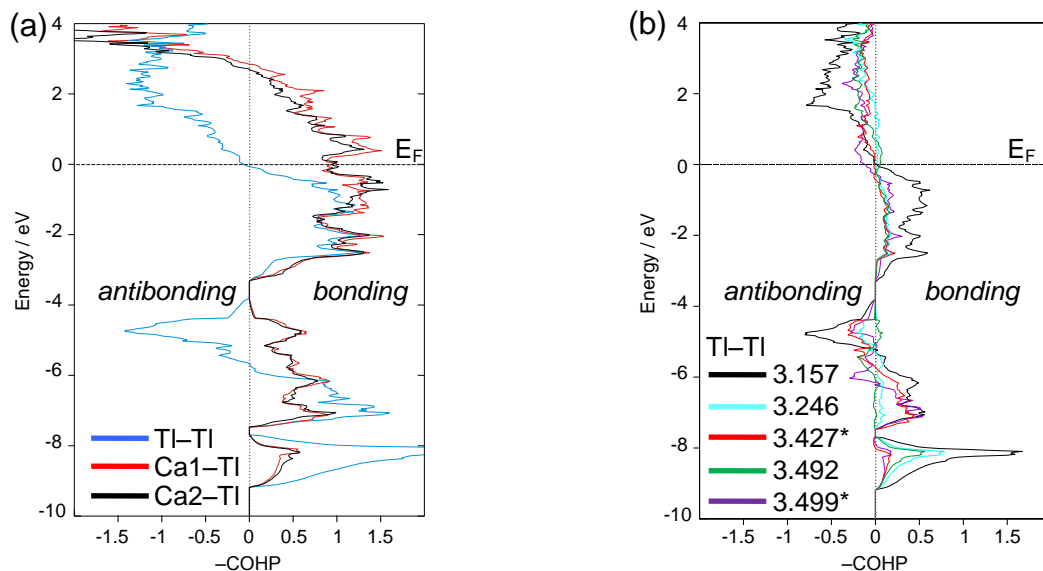 (a)
4
2
0
-2
-4
-6
-8
-10
Energy / eV
E_F
antibonding bonding
Tl–Tl
Ca1–Tl
Ca2–Tl
-1.5 -1 -0.5 0 0.5 1 1.5
–COHP
(b)
4
2
0
-2
-4
-6
-8
-10
Energy / eV
E_F
antibonding bonding
Tl–Tl
3.157
3.246
3.427*
3.492
3.499*
-1.5 -1 -0.5 0 0.5 1 1.5
–COHP